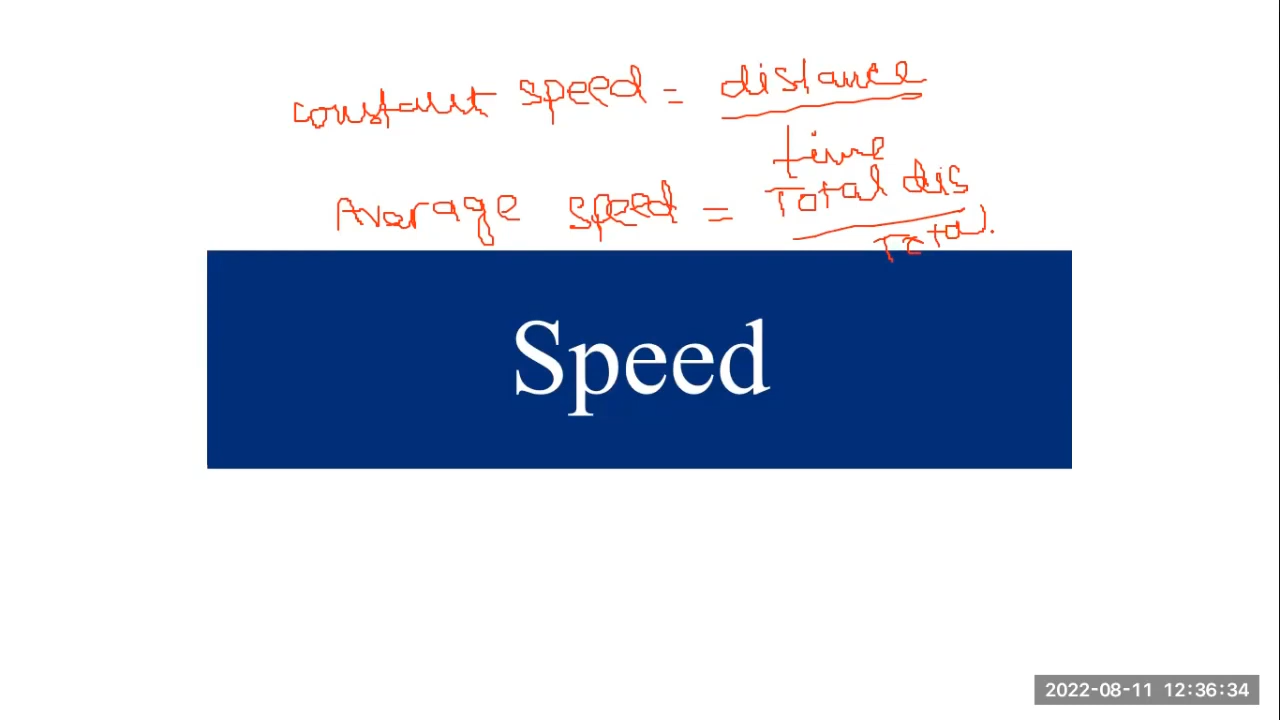 constant speed = distance
time
Average speed = Total dis
Total.
Speed
2022-08-11 12:36:34